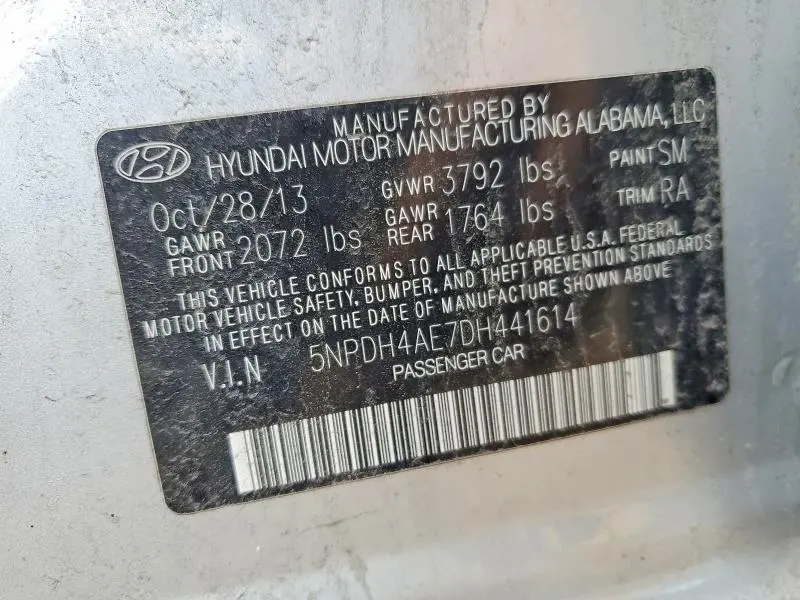 MANUFACTURED BY
HYUNDAI MOTOR MANUFACTURING ALABAMA, LLC
Oct/28/13 GVWR 3792 lbs PAINT SM
GAWR FRONT 2072 lbs GAWR REAR 1764 lbs TRIM RA
THIS VEHICLE CONFORMS TO ALL APPLICABLE U.S.A. FEDERAL
MOTOR VEHICLE SAFETY, BUMPER, AND THEFT PREVENTION STANDARDS
IN EFFECT ON THE DATE OF MANUFACTURE SHOWN ABOVE
V.I.N 5NPDH4AE7DH441614
PASSENGER CAR